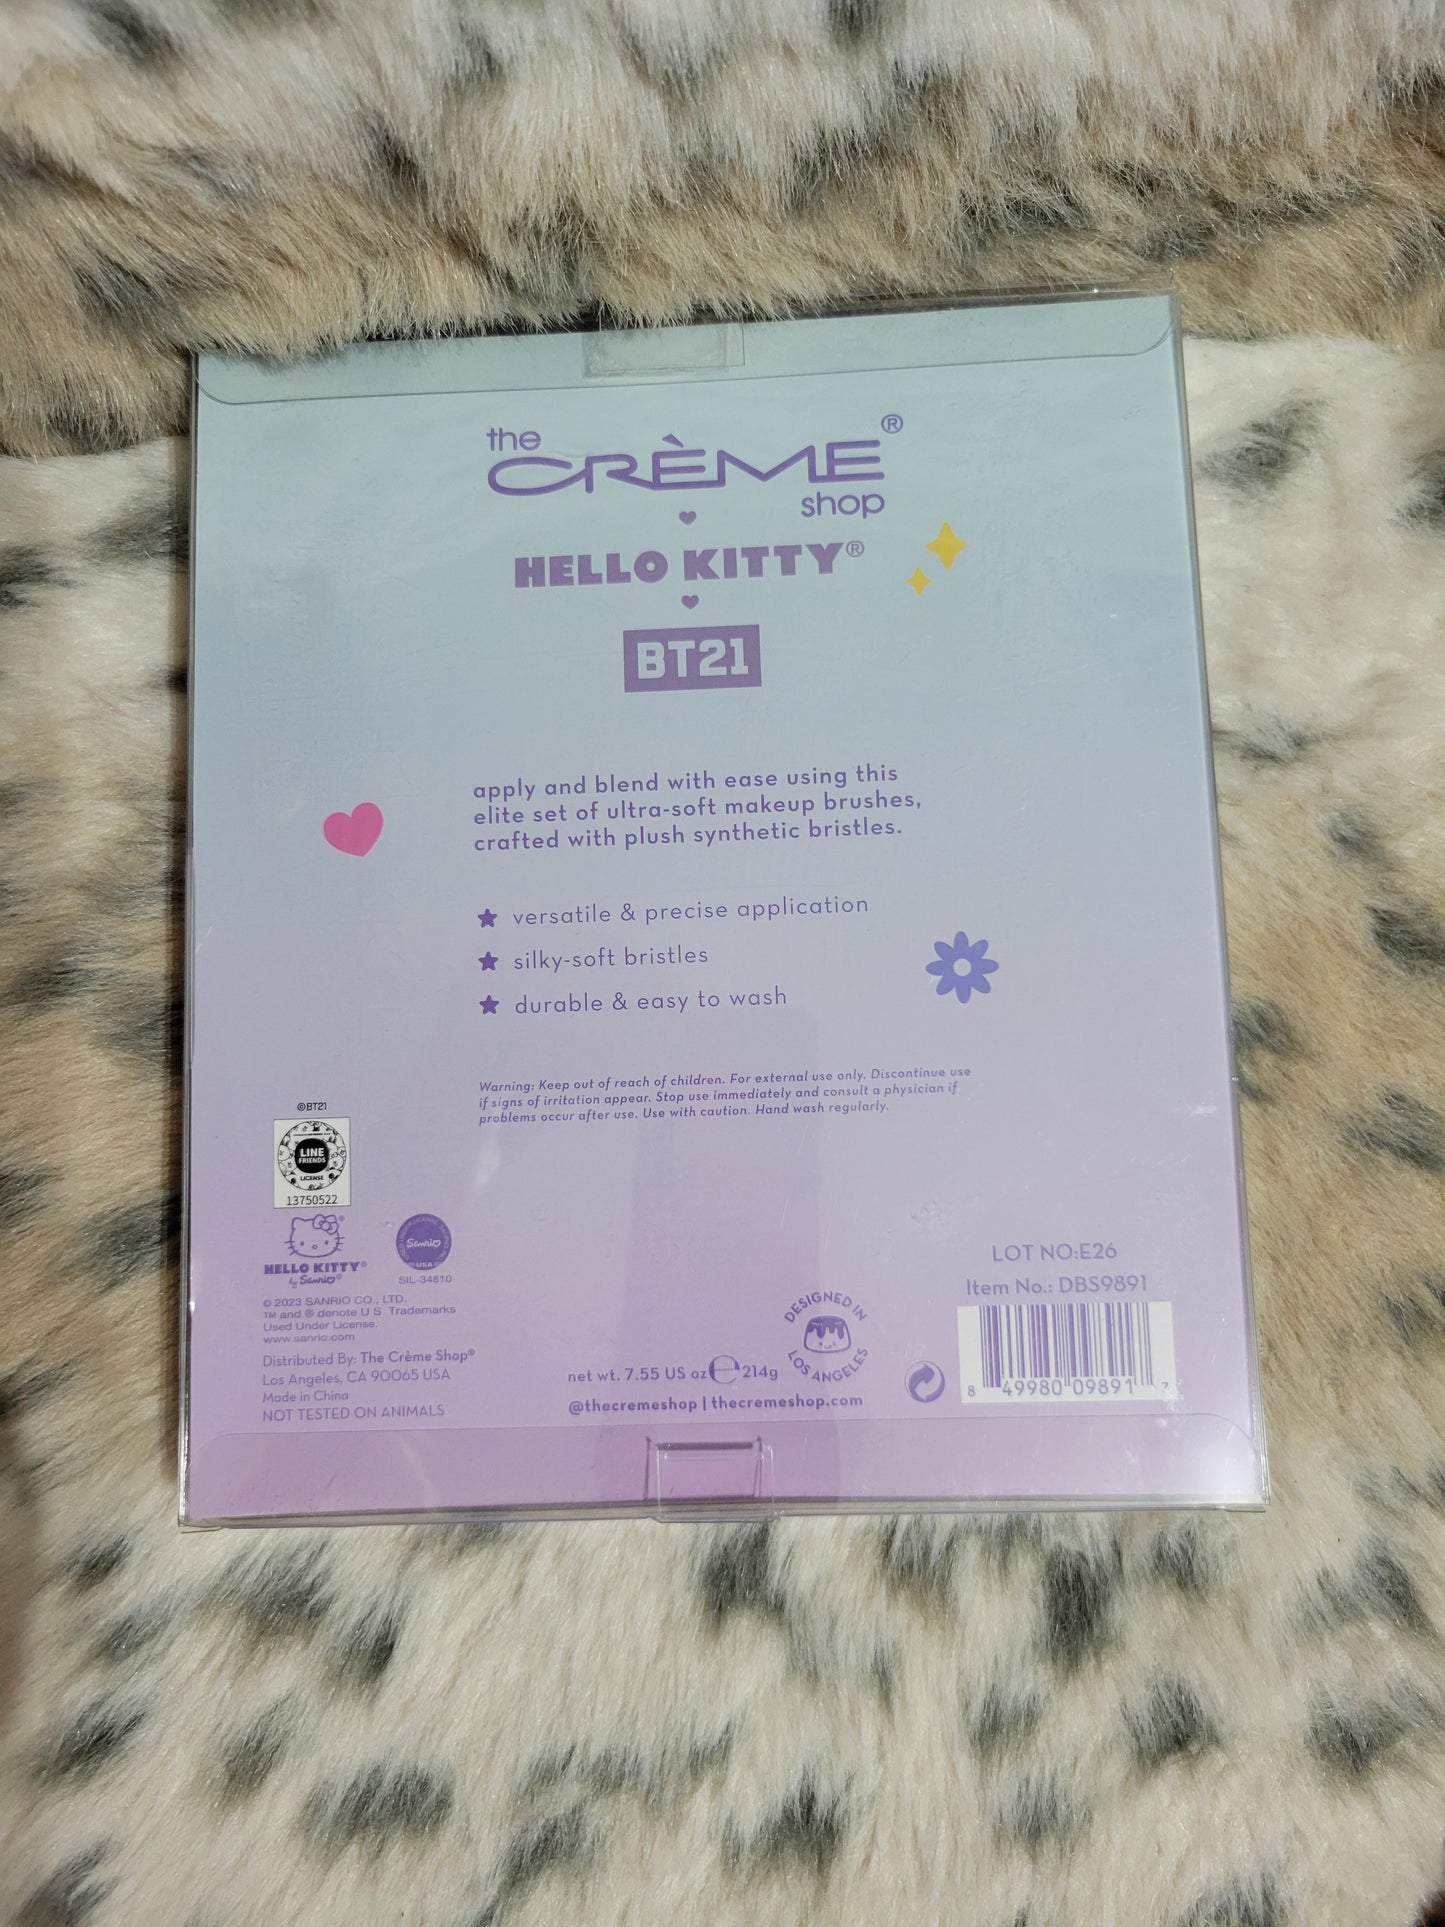 the
CRÈME®
shop
HELLO KITTY®
BT21
apply and blend with ease using this
elite set of ultra-soft makeup brushes,
crafted with plush synthetic bristles.
versatile & precise application
silky-soft bristles
durable & easy to wash
Warning: Keep out of reach of children. For external use only. Discontinue use
if signs of irritation appear. Stop use immediately and consult a physician if
problems occur after use. Use with caution. Hand wash regularly.
©BT21
LINE
FRIENDS
LICENSE
13750522
HELLO KITTY®
by Sanrio®
Sanrio
USA
SIL-34810
© 2023 SANRIO CO., LTD.
TM and ® denote U S Trademarks
Used Under License.
www.sanrio.com
Distributed By: The Crème Shop®
Los Angeles, CA 90065 USA
Made in China
NOT TESTED ON ANIMALS
net wt. 7.55 US oz ℮ 214g
@thecremeshop | thecremeshop.com
DESIGNED IN
LOS ANGELES
LOT NO:E26
Item No.: DBS9891
8 49980 09891 7